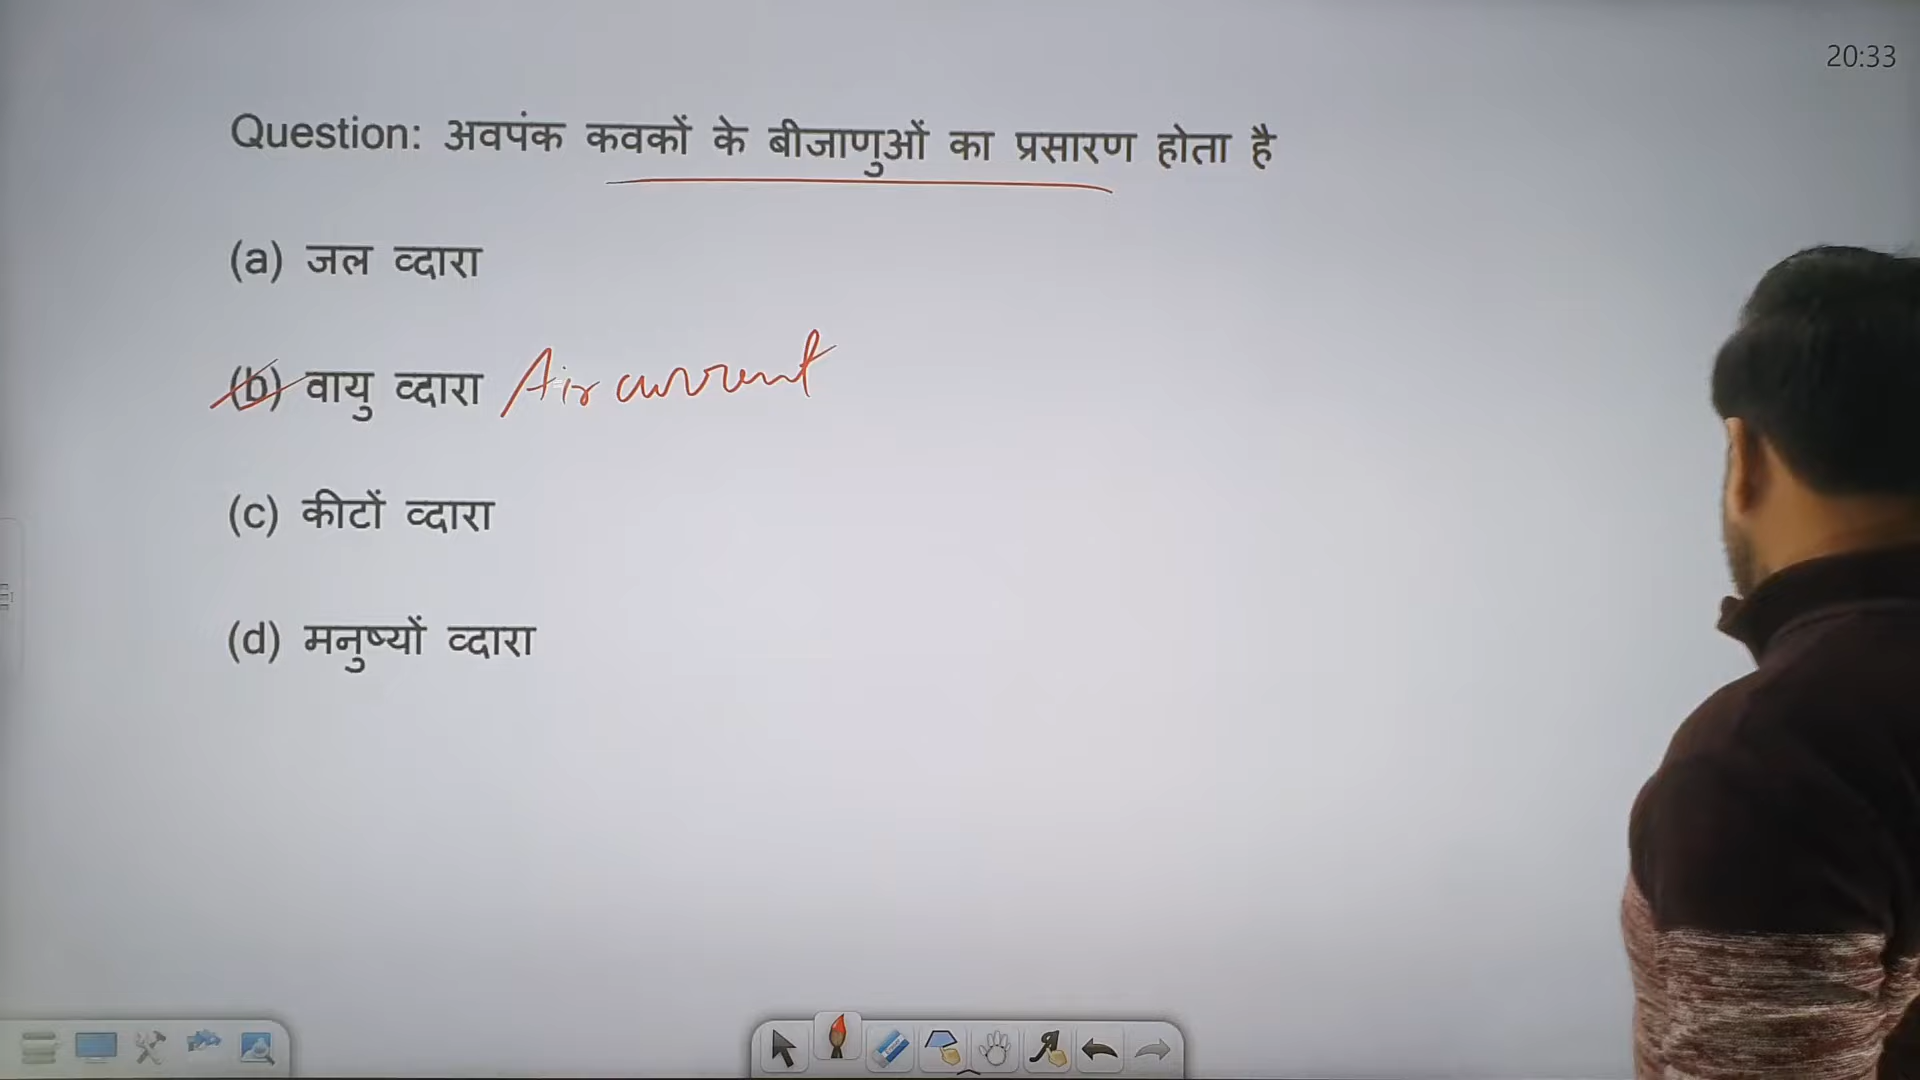 20:33
Question: अवपंक कवकों के बीजाणुओं का प्रसारण होता है
(a) जल व्दारा
(b) वायु व्दारा Air current
(c) कीटों व्दारा
(d) मनुष्यों व्दारा